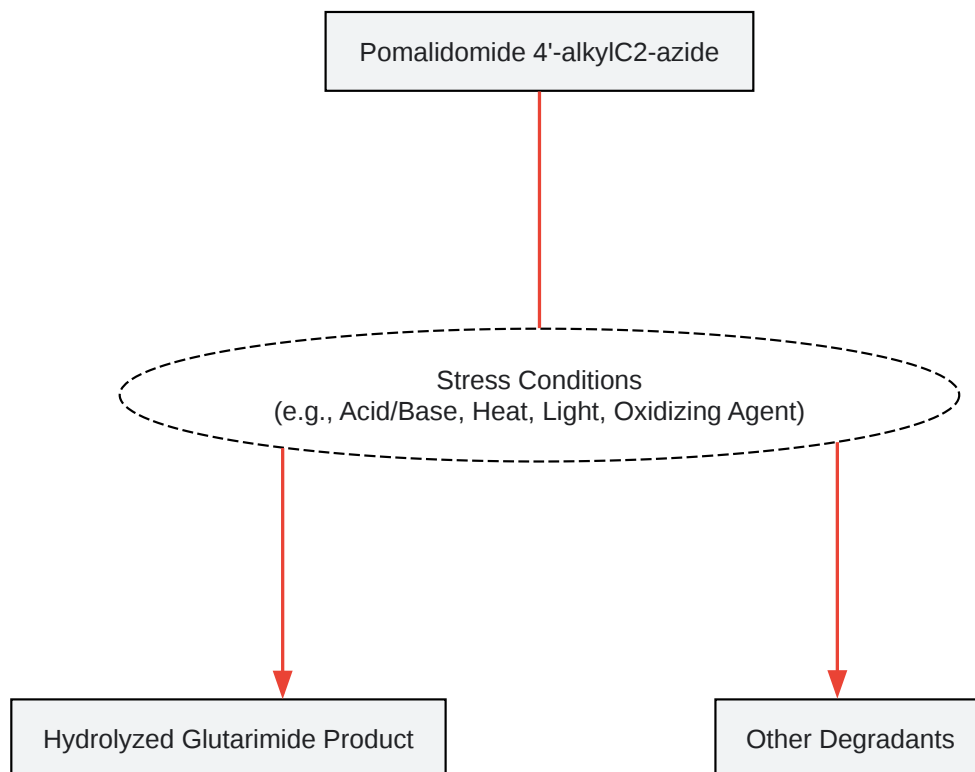 Pomalidomide 4'-alkylC2-azide
Stress Conditions
(e.g., Acid/Base, Heat, Light, Oxidizing Agent)
Hydrolyzed Glutarimide Product
Other Degradants